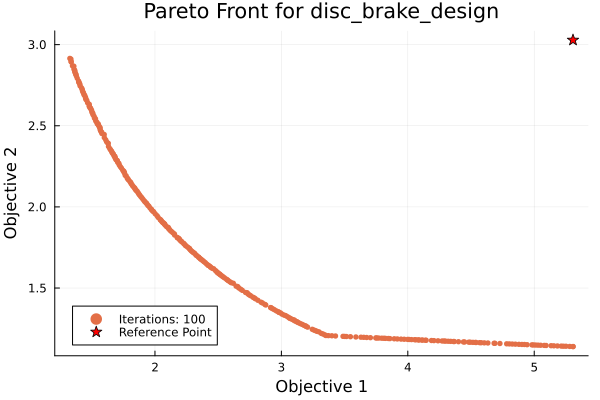 Pareto Front for disc_brake_design
Objective 2
3.0
2.5
2.0
1.5
Iterations: 100
Reference Point
2
3
4
5
Objective 1